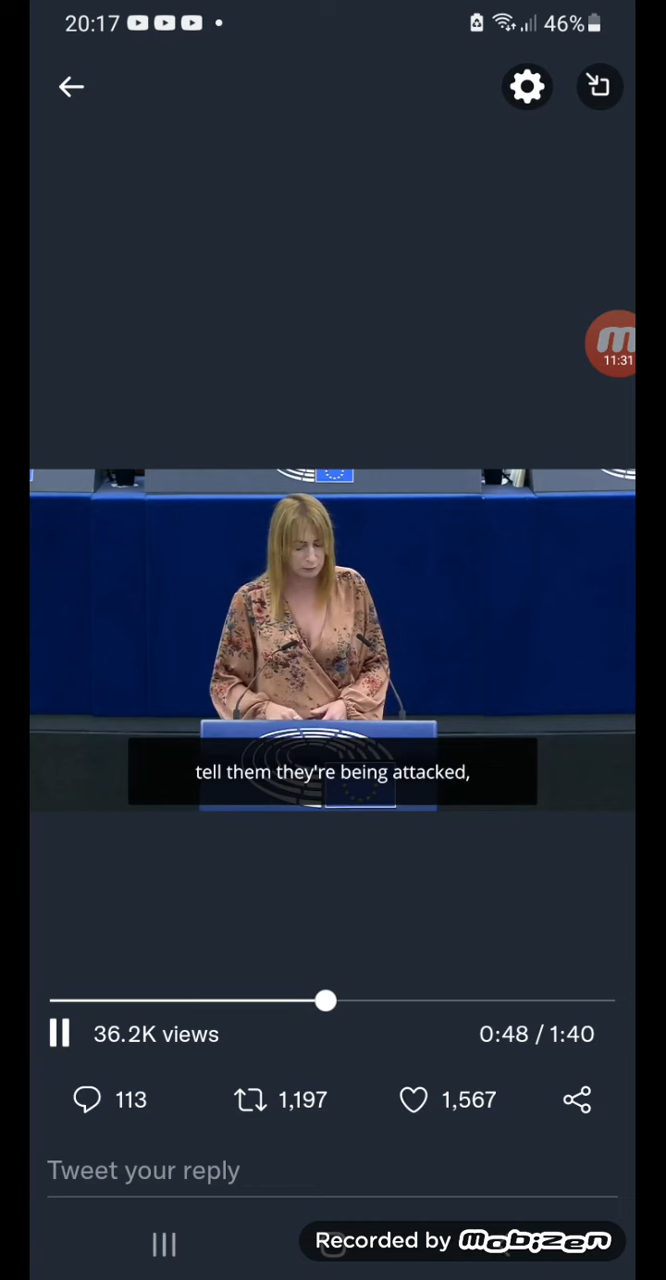 20:17
46%
11:31
tell them they're being attacked,
36.2K views
0:48 / 1:40
113
1,197
1,567
Tweet your reply
Recorded by mobizen